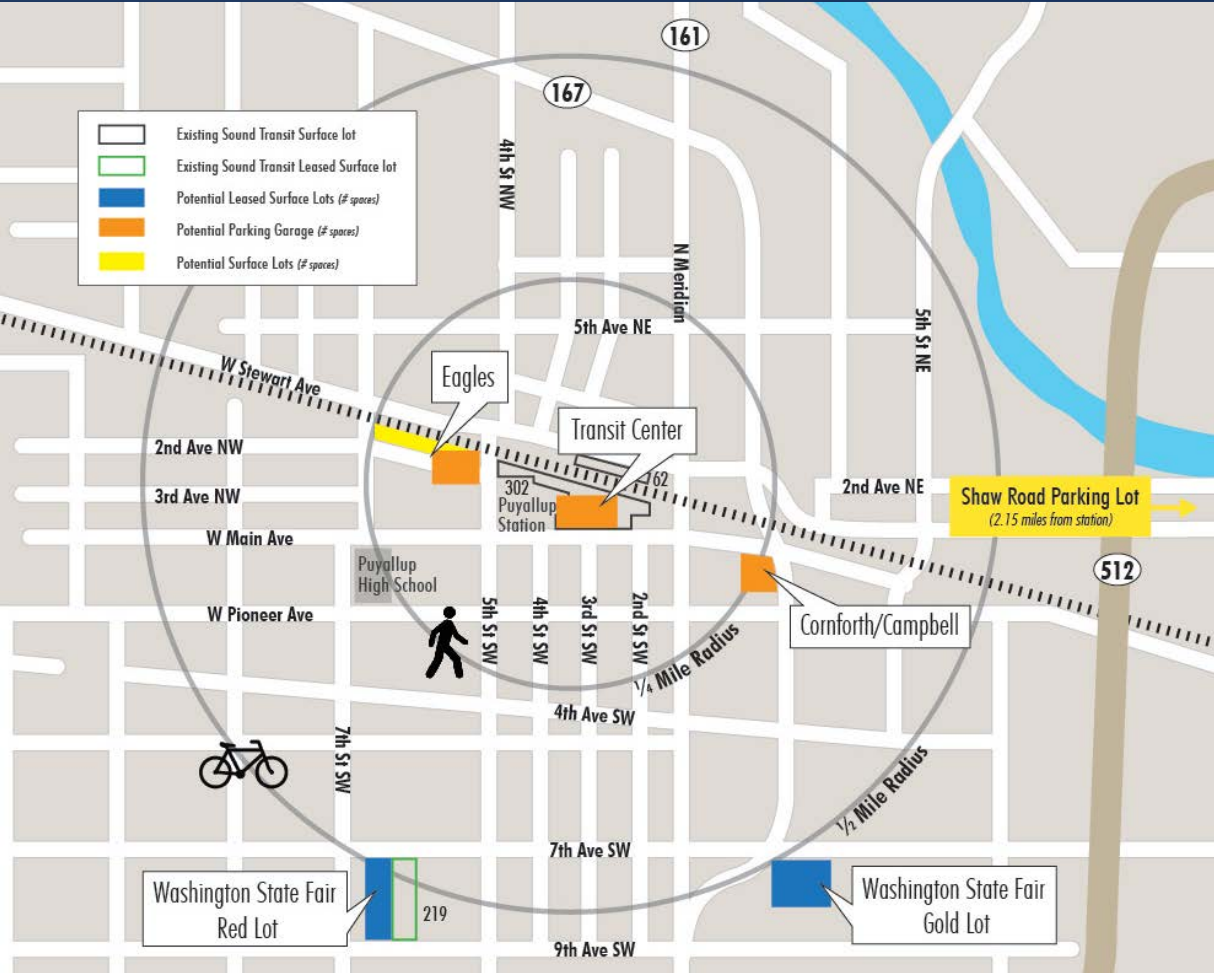 161
167
Existing Sound Transit Surface lot
Existing Sound Transit Leased Surface lot
Potential Leased Surface Lots (# spaces)
Potential Parking Garage (# spaces)
Potential Surface Lots (# spaces)
4th St NW
N Meridian
5th Ave NE
5th St NE
W Stewart Ave
Eagles
Transit Center
2nd Ave NW
3rd Ave NW
302
Puyallup
Station
62
2nd Ave NE
Shaw Road Parking Lot
(2.15 miles from station)
W Main Ave
Puyallup
High School
512
W Pioneer Ave
5th St SW
4th St SW
3rd St SW
2nd St SW
Cornforth/Campbell
1/4 Mile Radius
4th Ave SW
7th St SW
1/2 Mile Radius
7th Ave SW
Washington State Fair
Red Lot
219
Washington State Fair
Gold Lot
9th Ave SW